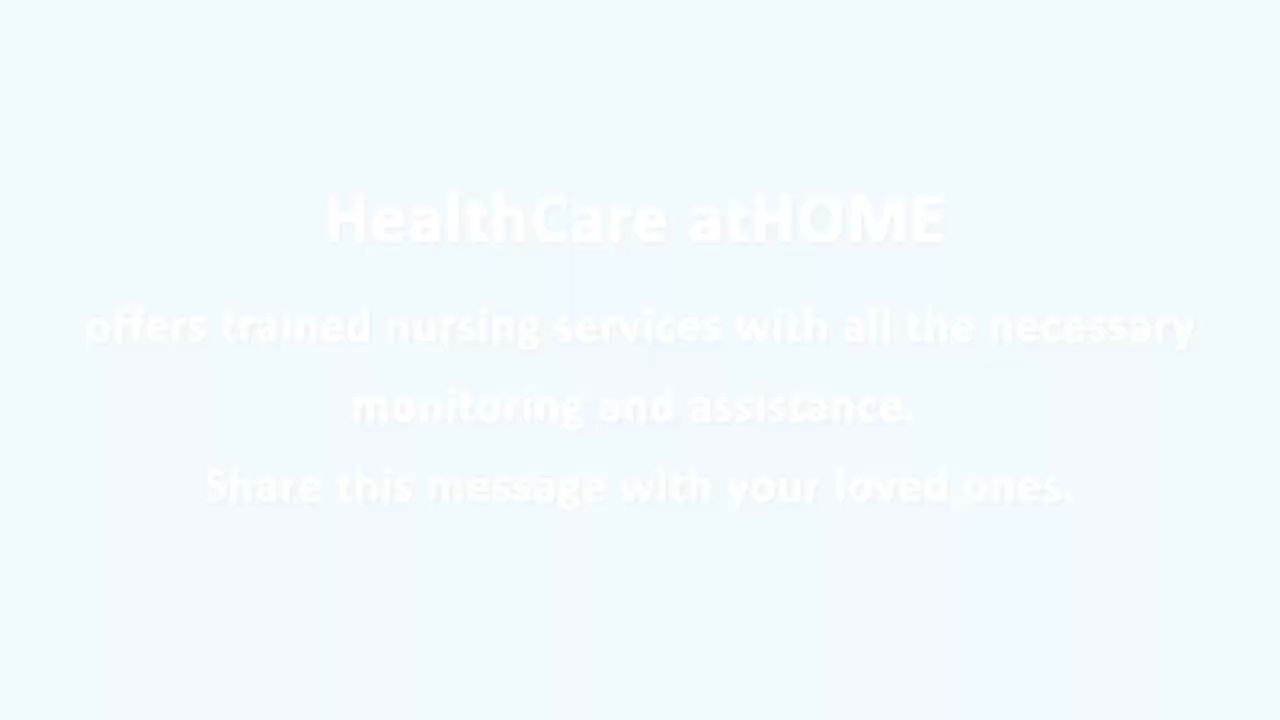 HealthCare atHOME
offers trained nursing services with all the necessary
monitoring and assistance.
Share this message with your loved ones.